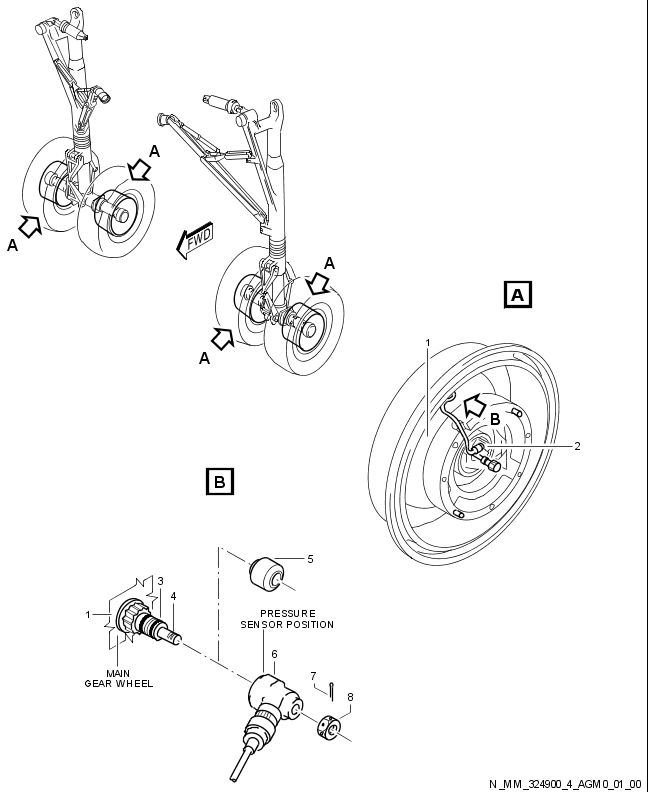 A
A
FWD
A
A
A
1
B
2
B
5
3
4
1
PRESSURE
SENSOR POSITION
6
MAIN
GEAR WHEEL
7
8
N_MM_324900_4_AGM0_01_00